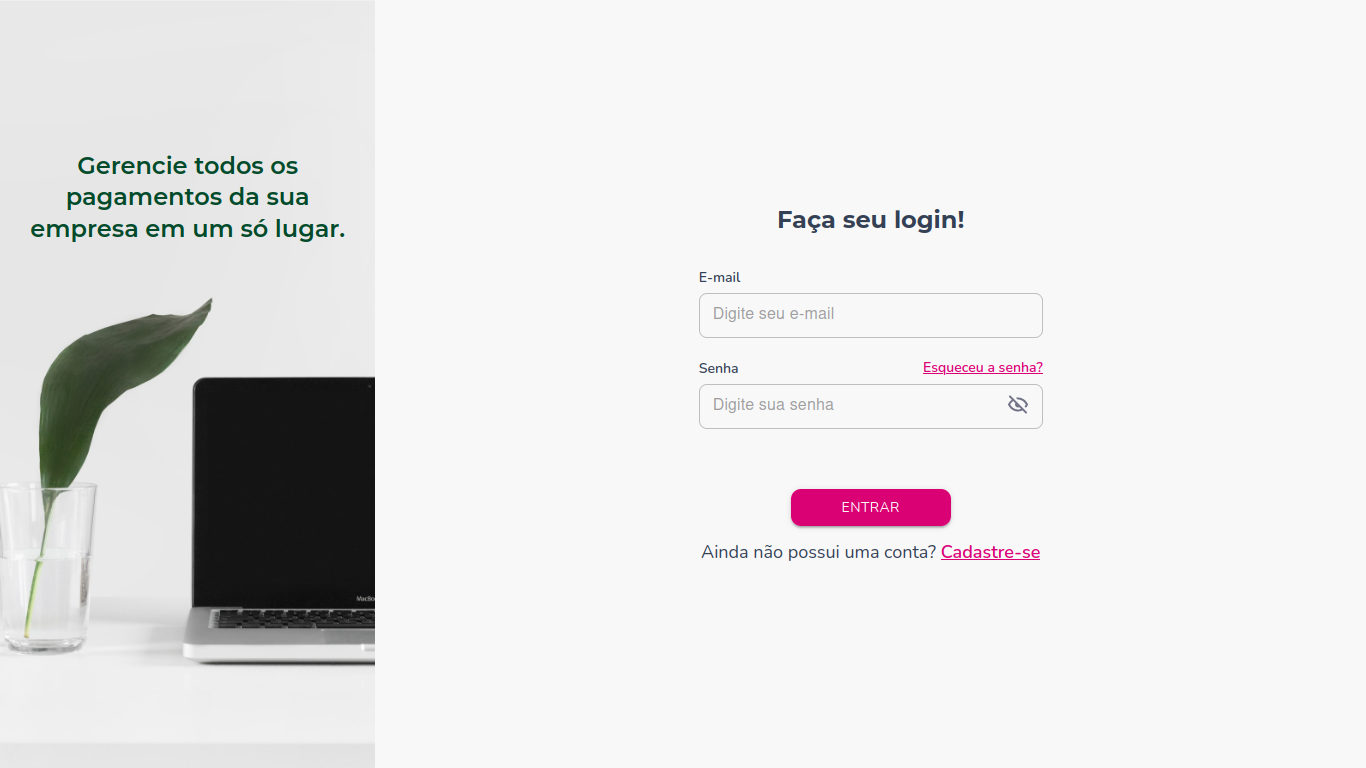 Gerencie todos os
pagamentos da sua
empresa em um só lugar.
Faça seu login!
E-mail
Digite seu e-mail
Senha
Esqueceu a senha?
Digite sua senha
ENTRAR
Ainda não possui uma conta? Cadastre-se